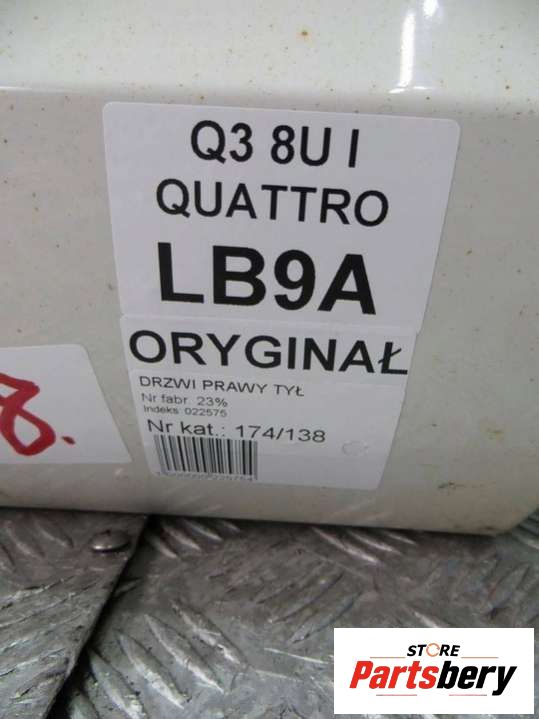 Q3 8U I
QUATTRO
LB9A
ORYGINAŁ
DRZWI PRAWY TYŁ
Nr fabr. 23%
Indeks: 022575
Nr kat.: 174/138
8.
STORE
Partsbery